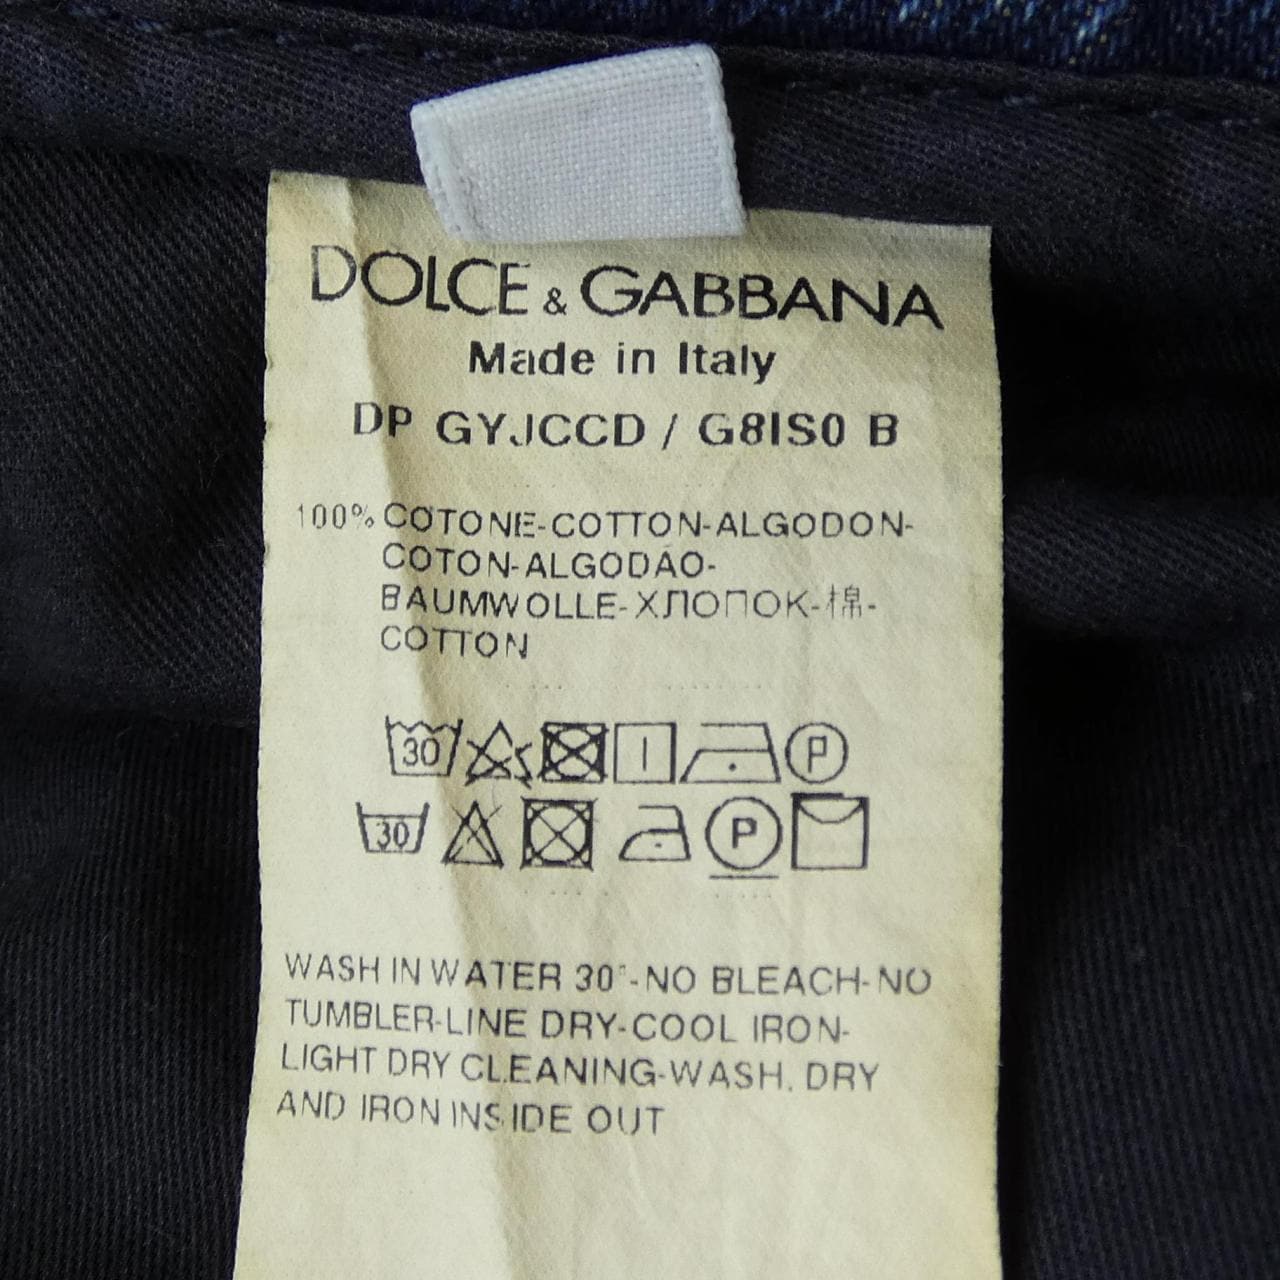 DOLCE & GABBANA
Made in Italy
DP GYJCCD / G8IS0 B
100% COTONE-COTTON-ALGODON-
COTON-ALGODÃO-
BAUMWOLLE-ХЛОПОК-棉-
COTTON
30 P
30 P
WASH IN WATER 30°-NO BLEACH-NO
TUMBLER-LINE DRY-COOL IRON-
LIGHT DRY CLEANING-WASH, DRY
AND IRON INSIDE OUT